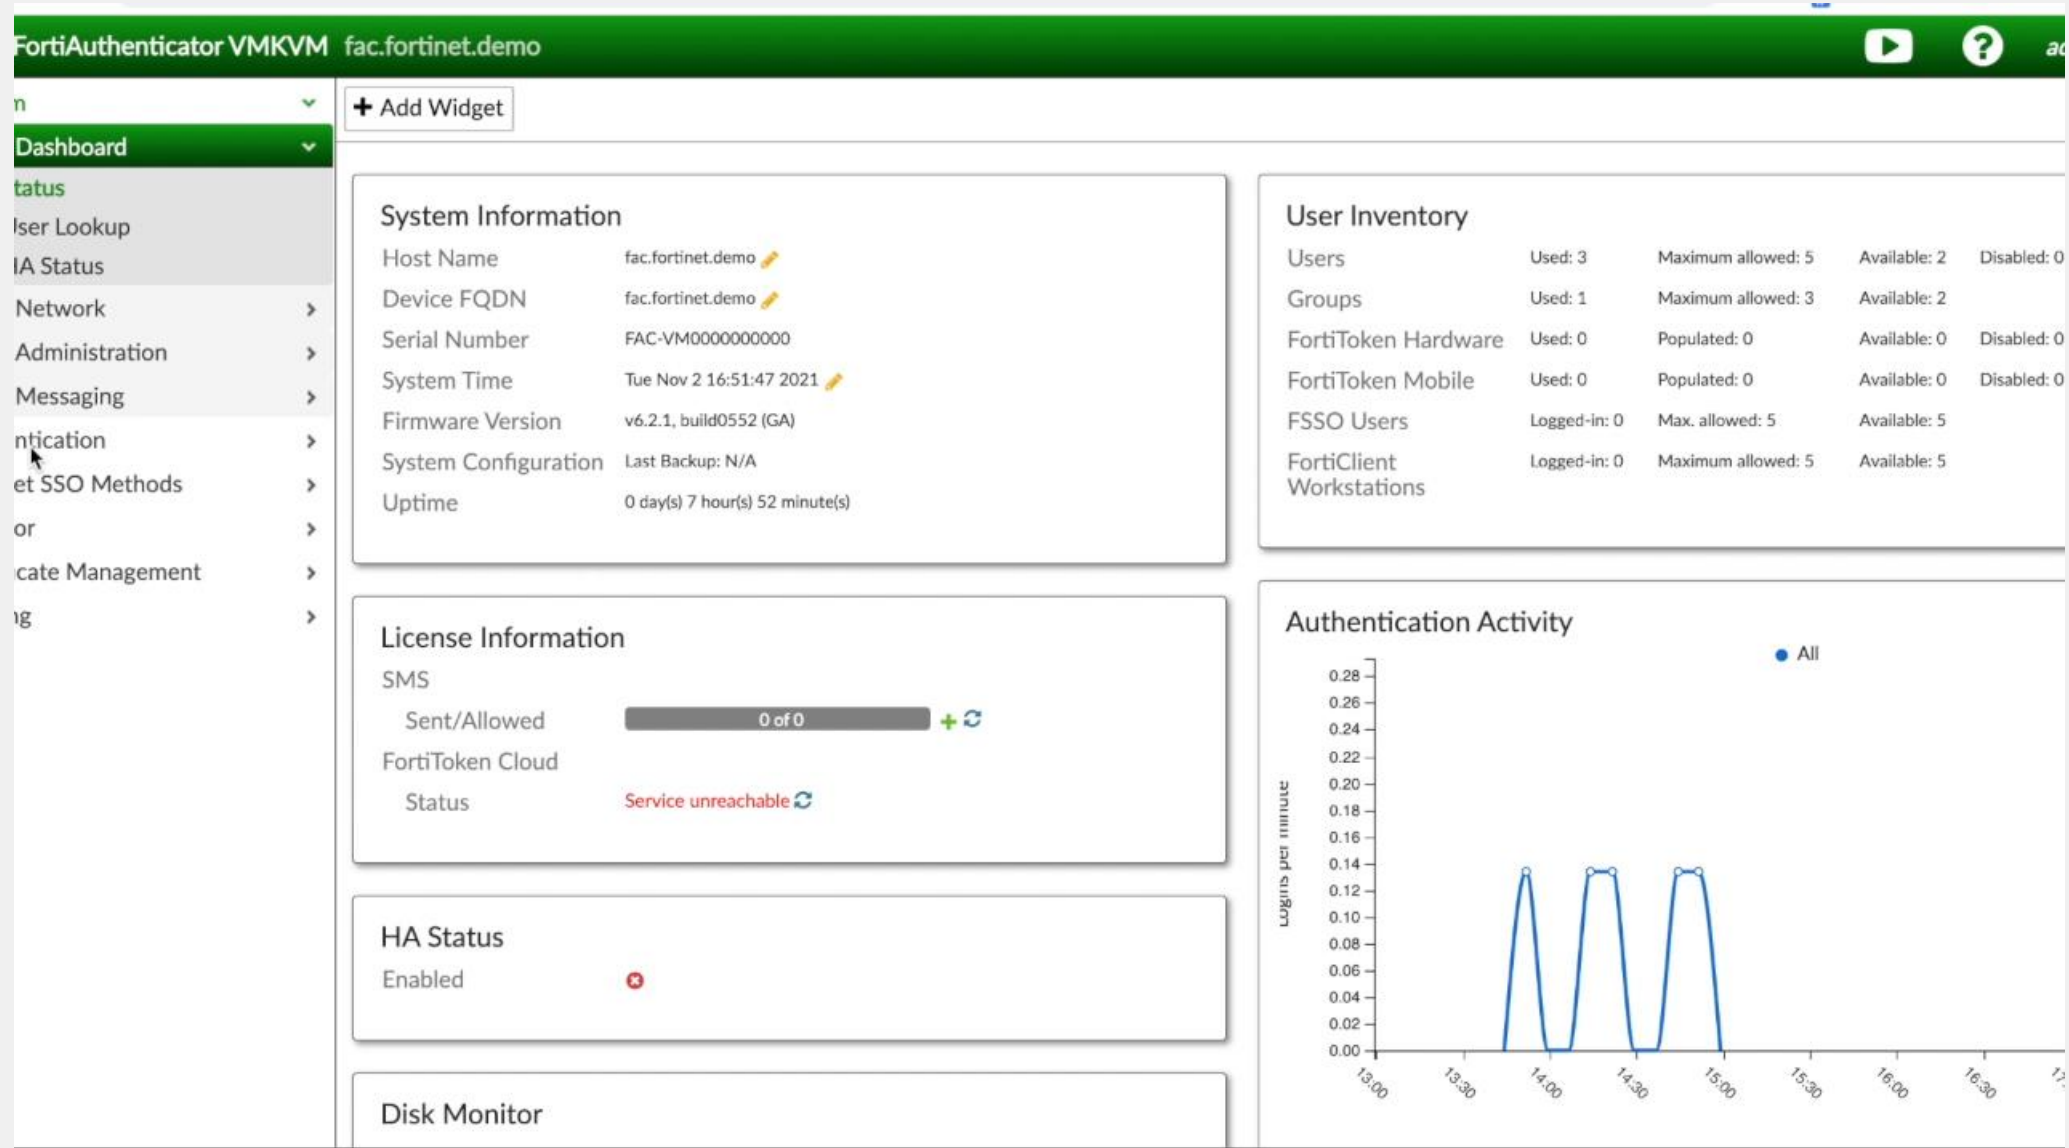 FortiAuthenticator VMKVM fac.fortinet.demo
+ Add Widget
Dashboard
tatus
ser Lookup
A Status
Network
Administration
Messaging
ntication
et SSO Methods
or
cate Management
ng
System Information
Host Name fac.fortinet.demo
Device FQDN fac.fortinet.demo
Serial Number FAC-VM0000000000
System Time Tue Nov 2 16:51:47 2021
Firmware Version v6.2.1, build0552 (GA)
System Configuration Last Backup: N/A
Uptime 0 day(s) 7 hour(s) 52 minute(s)
License Information
SMS
Sent/Allowed 0 of 0
FortiToken Cloud
Status Service unreachable
HA Status
Enabled
Disk Monitor
User Inventory
Users Used: 3 Maximum allowed: 5 Available: 2 Disabled: 0
Groups Used: 1 Maximum allowed: 3 Available: 2
FortiToken Hardware Used: 0 Populated: 0 Available: 0 Disabled: 0
FortiToken Mobile Used: 0 Populated: 0 Available: 0 Disabled: 0
FSSO Users Logged-in: 0 Max. allowed: 5 Available: 5
FortiClient Logged-in: 0 Maximum allowed: 5 Available: 5
Workstations
Authentication Activity
All
Logins per minute
0.28
0.26
0.24
0.22
0.20
0.18
0.16
0.14
0.12
0.10
0.08
0.06
0.04
0.02
0.00
13:00 13:30 14:00 14:30 15:00 15:30 16:00 16:30